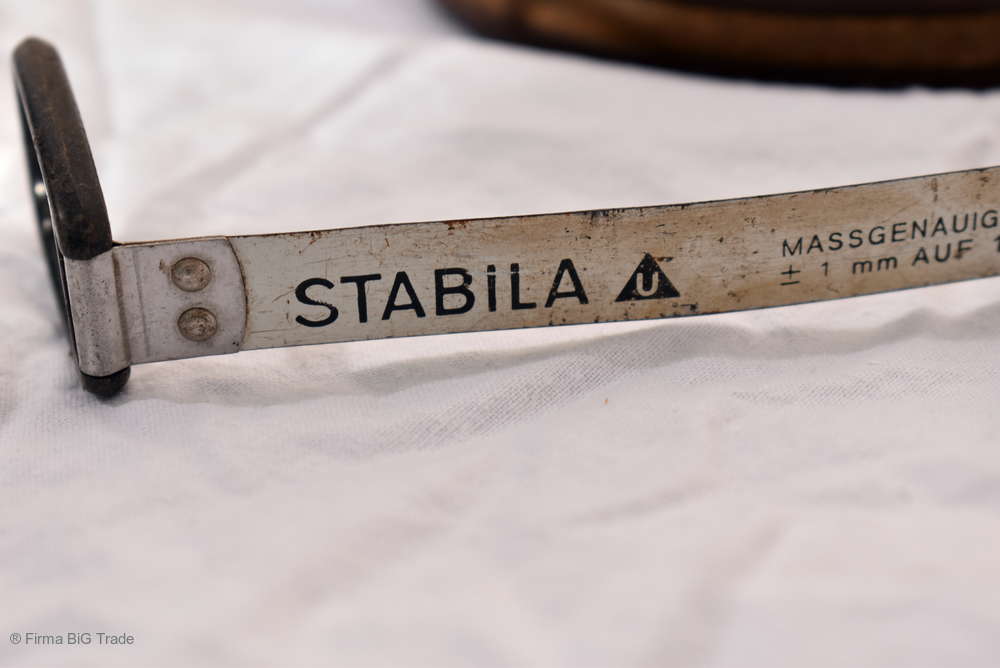 STABiLA U
MASSGENAUIG
± 1 mm AUF 1
® Firma BiG Trade